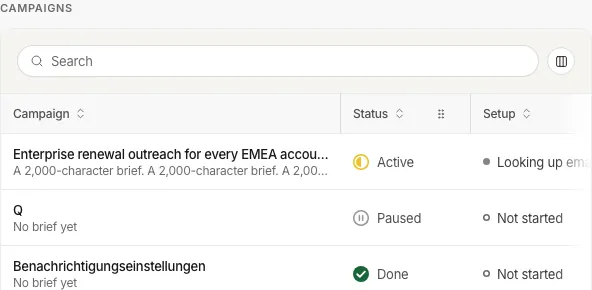 CAMPAIGNS
Search
Campaign Status Setup
Enterprise renewal outreach for every EMEA accou...
A 2,000-character brief. A 2,000-character brief. A 2,00...
Active Looking up ema
Q
No brief yet
Paused Not started
Benachrichtigungseinstellungen
No brief yet
Done Not started